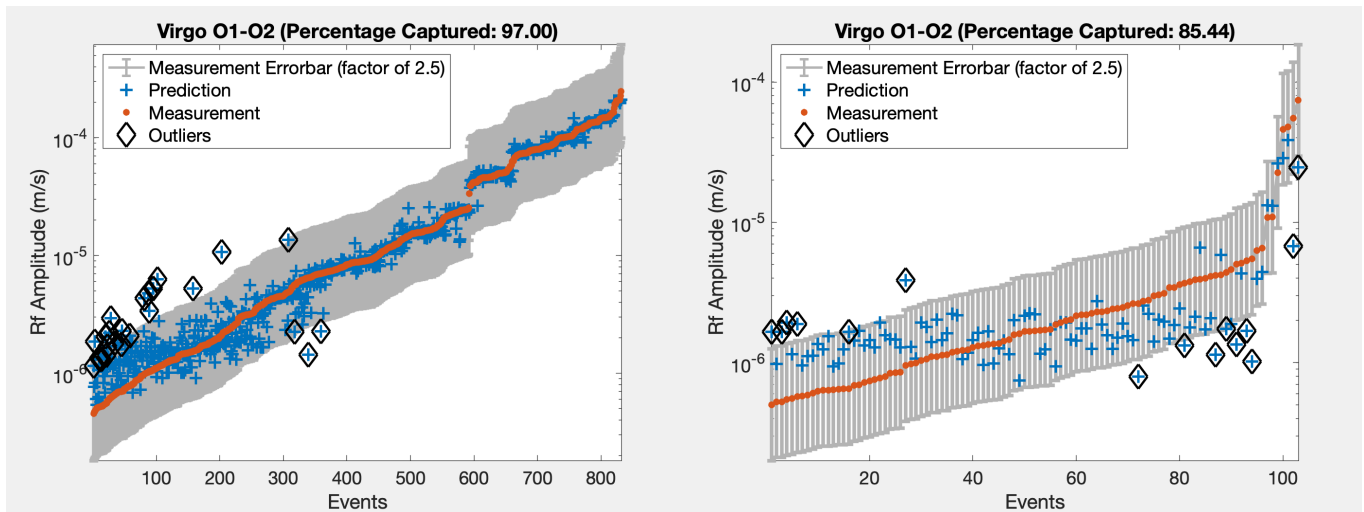 Virgo O1-O2 (Percentage Captured: 97.00)
Measurement Errorbar (factor of 2.5)
Prediction
Measurement
Outliers
10-4
10-5
10-6
Rf Amplitude (m/s)
100 200 300 400 500 600 700 800
Events
Virgo O1-O2 (Percentage Captured: 85.44)
Measurement Errorbar (factor of 2.5)
Prediction
Measurement
Outliers
10-4
10-5
10-6
Rf Amplitude (m/s)
20 40 60 80 100
Events